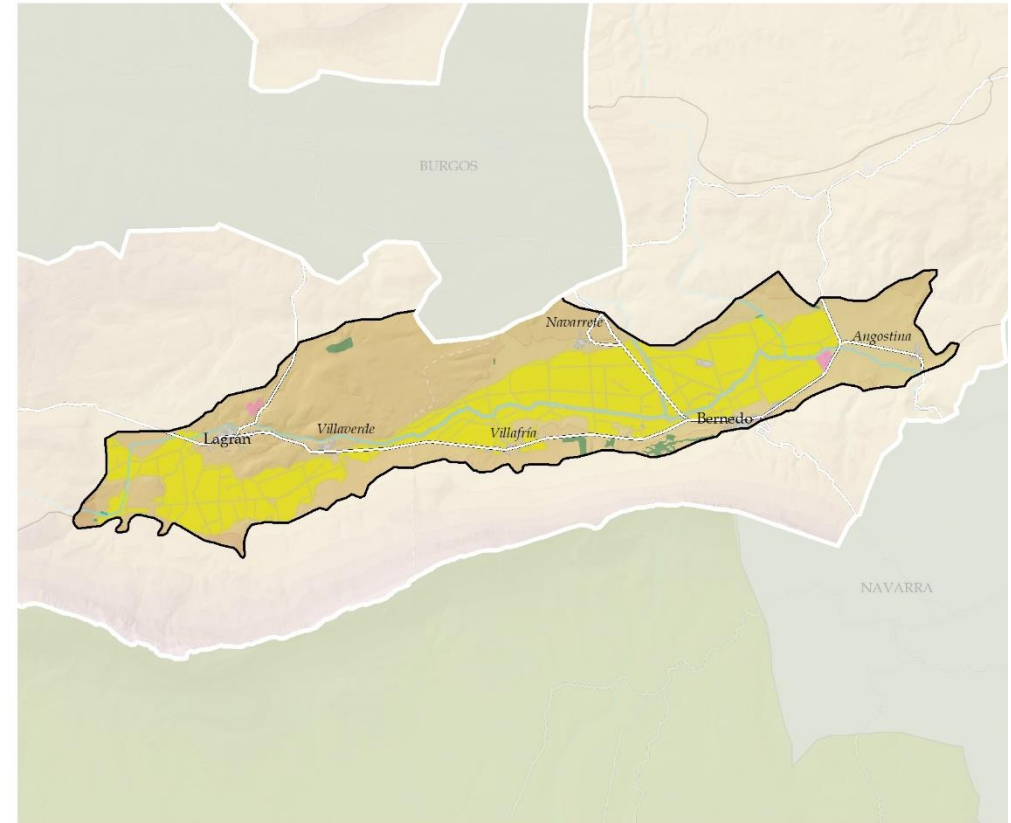 BURGOS
Navarrete
Angostina
Bernedo
Villaverde
Villafría
Lagrán
NAVARRA